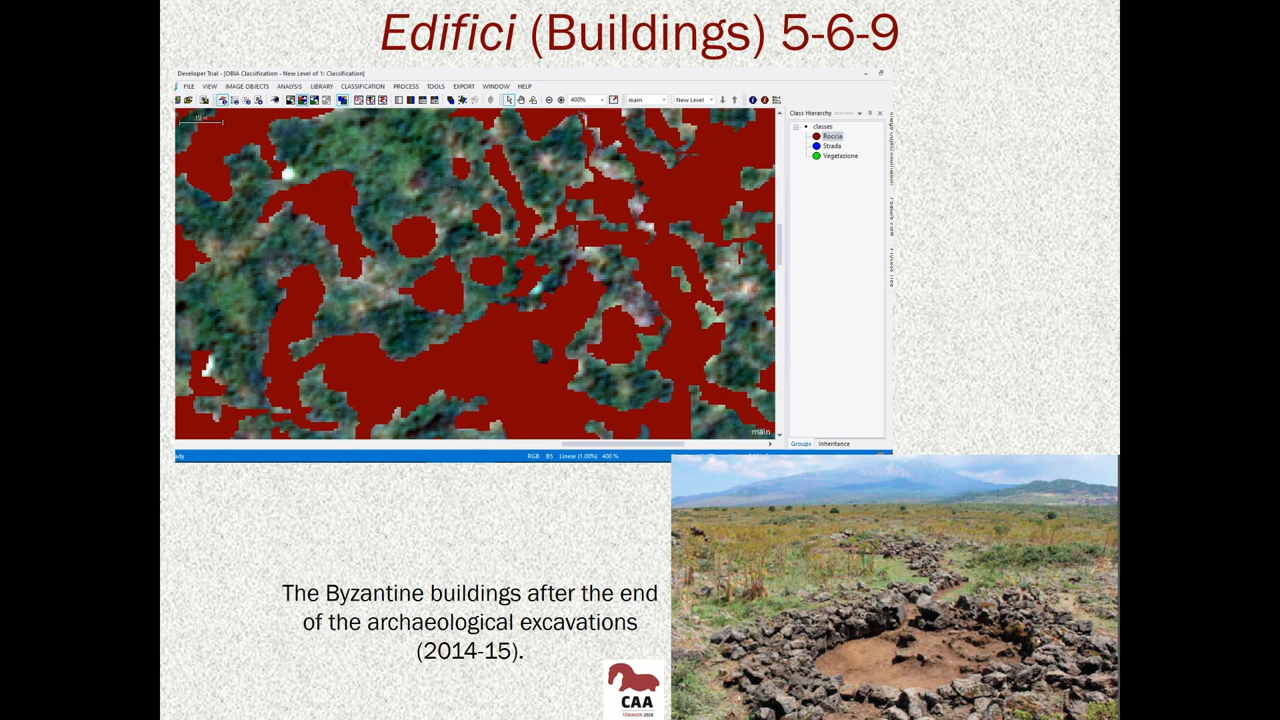 Edifici (Buildings) 5-6-9
Developer Trial - [OBIA Classification - New Level of 1: Classification]
FILE VIEW IMAGE OBJECTS ANALYSIS LIBRARY CLASSIFICATION PROCESS TOOLS EXPORT WINDOW HELP
400% main New Level
Class Hierarchy
classes
Roccia
Strada
Vegetazione
main
Groups Inheritance
RGB B5 Linear (1.00%) 400 %
The Byzantine buildings after the end
of the archaeological excavations
(2014-15).
CAA
TÜBINGEN 2018